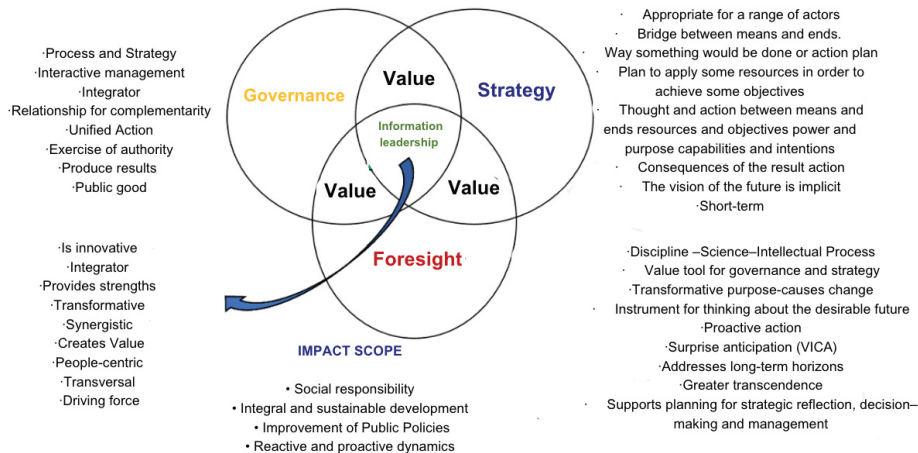 ·Process and Strategy
·Interactive management
·Integrator
·Relationship for complementarity
·Unified Action
·Exercise of authority
·Produce results
·Public good
Governance
Value
Strategy
Information
leadership
Value
Value
Foresight
· Appropriate for a range of actors
· Bridge between means and ends.
· Way something would be done or action plan
· Plan to apply some resources in order to
achieve some objectives
· Thought and action between means and
ends resources and objectives power and
purpose capabilities and intentions
· Consequences of the result action
· The vision of the future is implicit
·Short-term
·Is innovative
·Integrator
·Provides strengths
·Transformative
·Synergistic
·Creates Value
·People-centric
·Transversal
·Driving force
IMPACT SCOPE
• Social responsibility
• Integral and sustainable development
• Improvement of Public Policies
• Reactive and proactive dynamics
·Discipline –Science–Intellectual Process
· Value tool for governance and strategy
·Transformative purpose-causes change
· Instrument for thinking about the desirable future
·Proactive action
·Surprise anticipation (VICA)
·Addresses long-term horizons
·Greater transcendence
· Supports planning for strategic reflection, decision–
making and management